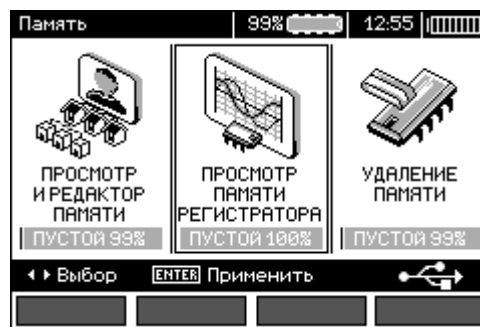 Память 99% 12:55
ПРОСМОТР И РЕДАКТОР ПАМЯТИ
ПУСТОЙ 99%
ПРОСМОТР ПАМЯТИ РЕГИСТРАТОРА
ПУСТОЙ 100%
УДАЛЕНИЕ ПАМЯТИ
ПУСТОЙ 99%
Выбор ENTER Применить